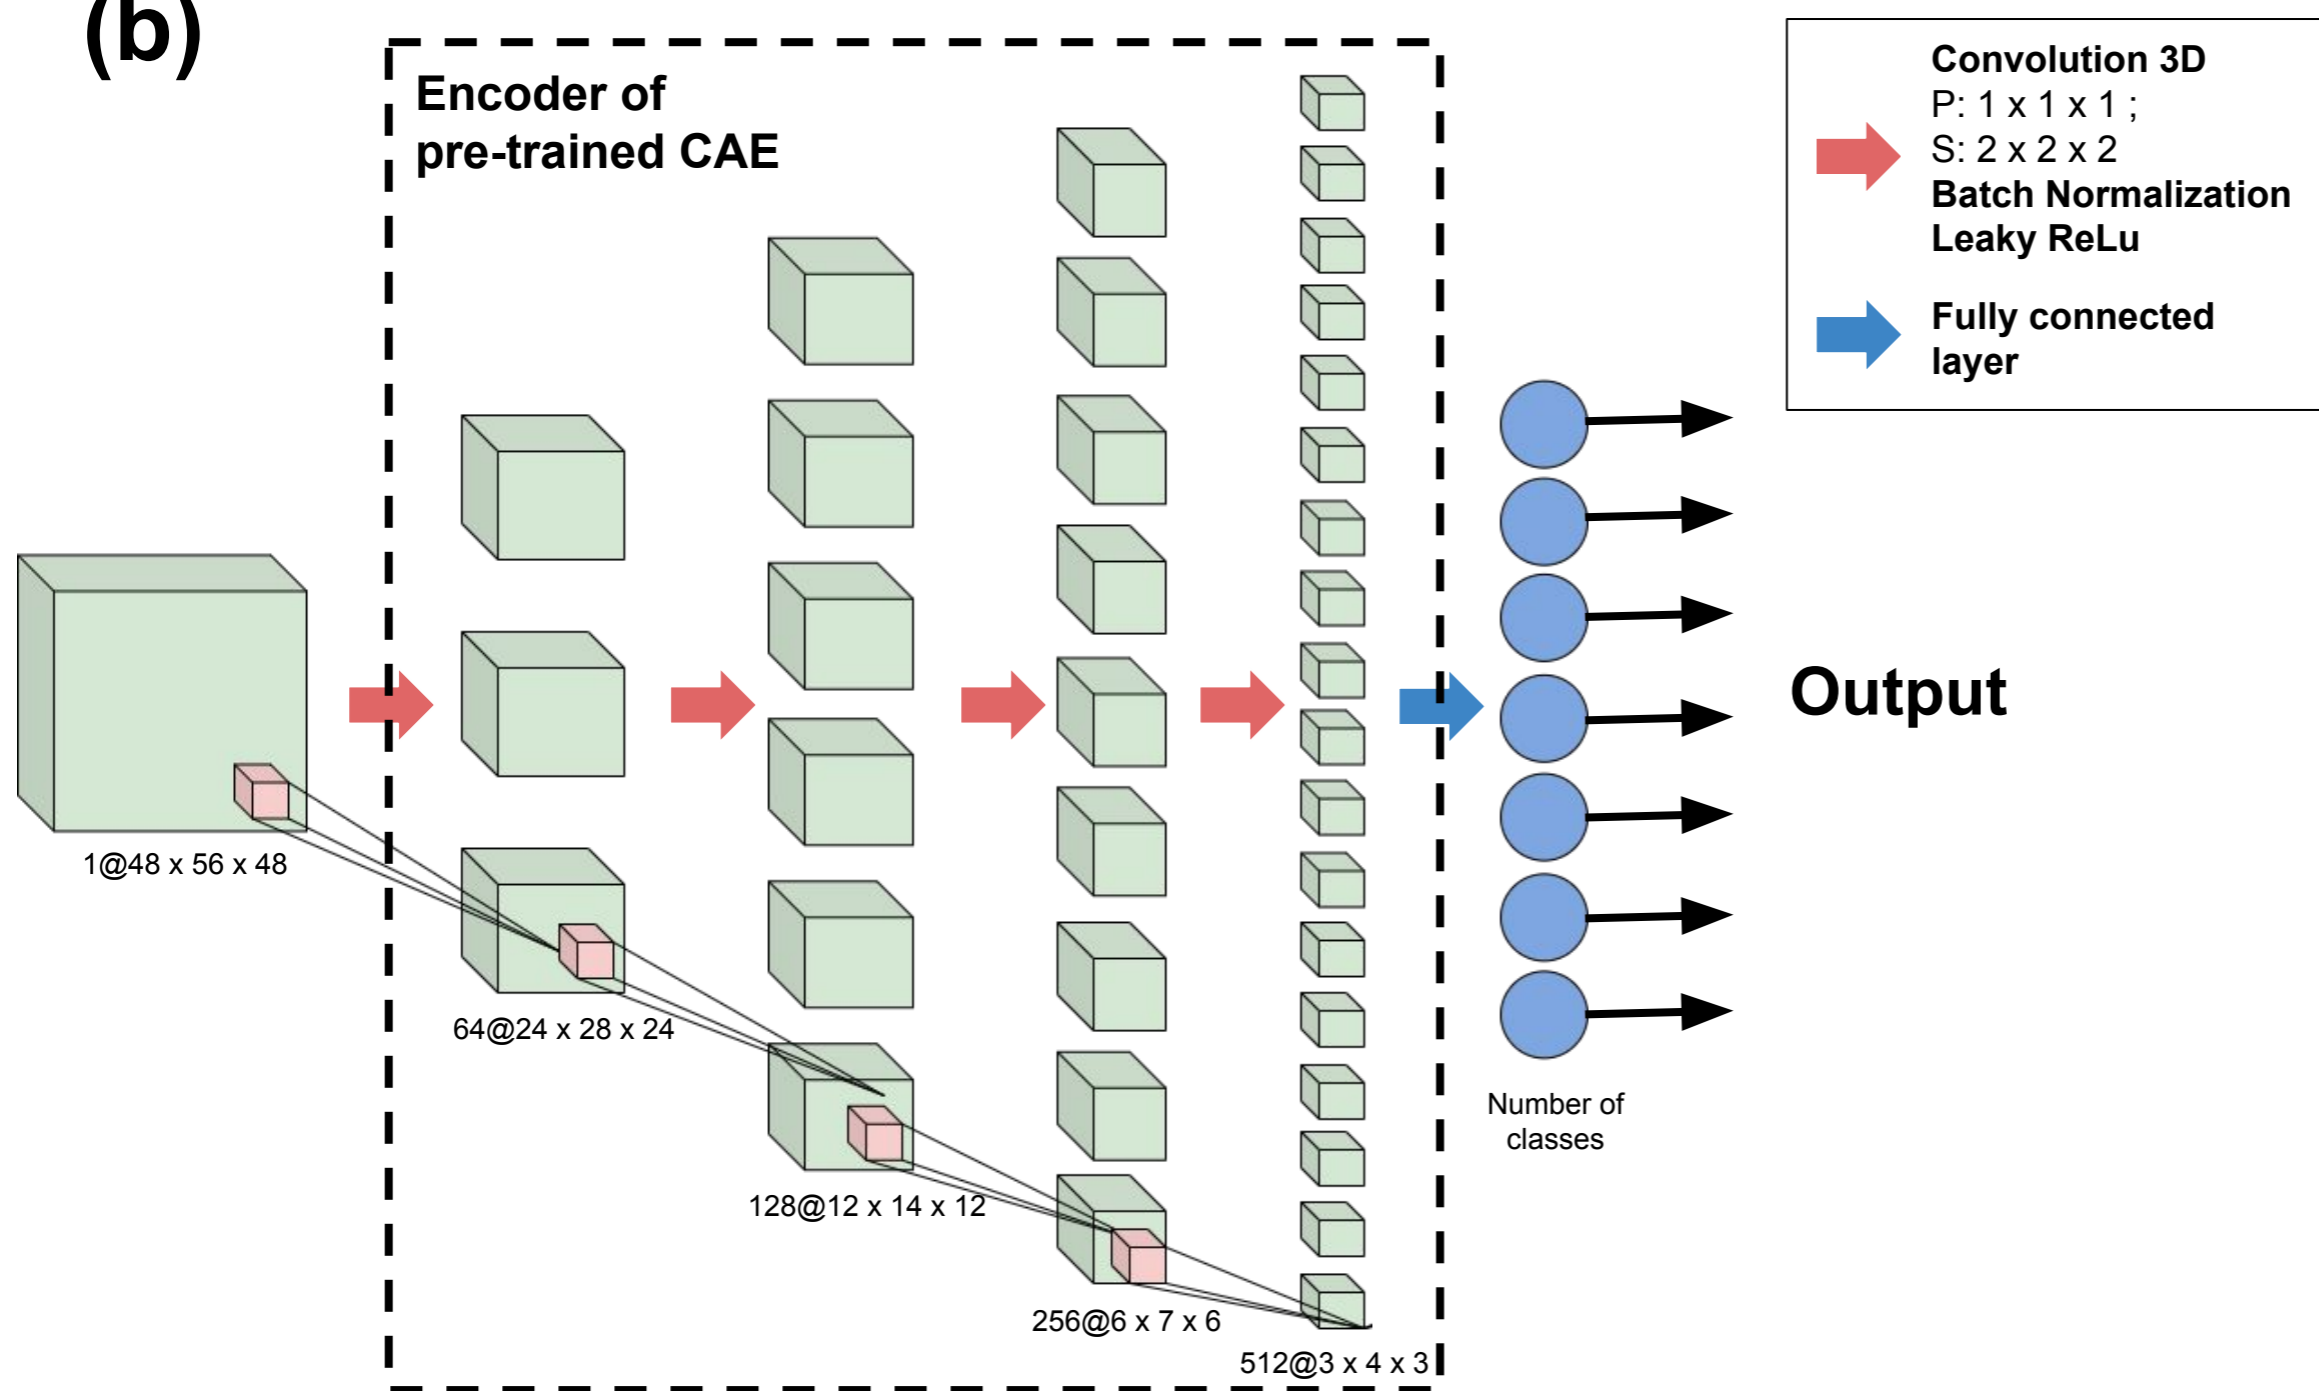 (b)
Encoder of
pre-trained CAE
Convolution 3D
P: 1 x 1 x 1 ;
S: 2 x 2 x 2
Batch Normalization
Leaky ReLu
Fully connected
layer
Output
1@48 x 56 x 48
64@24 x 28 x 24
128@12 x 14 x 12
256@6 x 7 x 6
512@3 x 4 x 3
Number of
classes